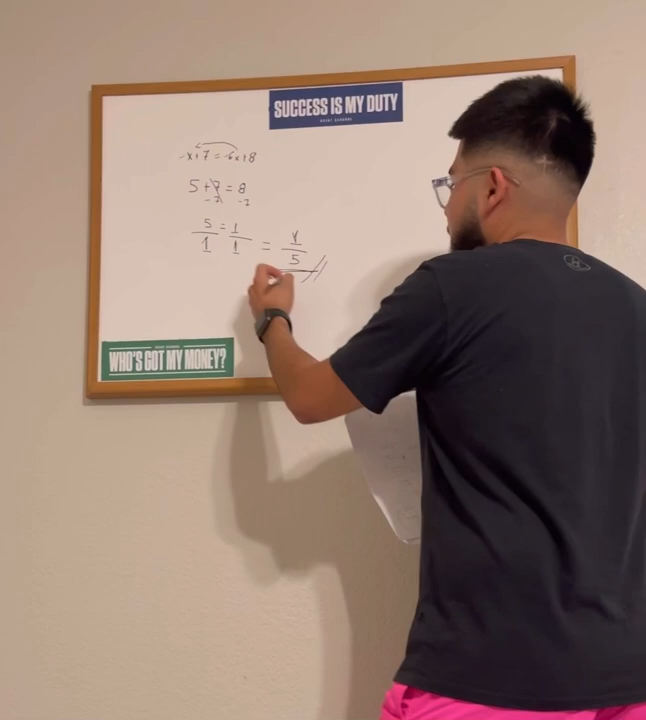 SUCCESS IS MY DUTY
-x+7=-6x+8
5+7=8
-7 -7
5 = 1
1 1
= 1
5
WHO'S GOT MY MONEY?